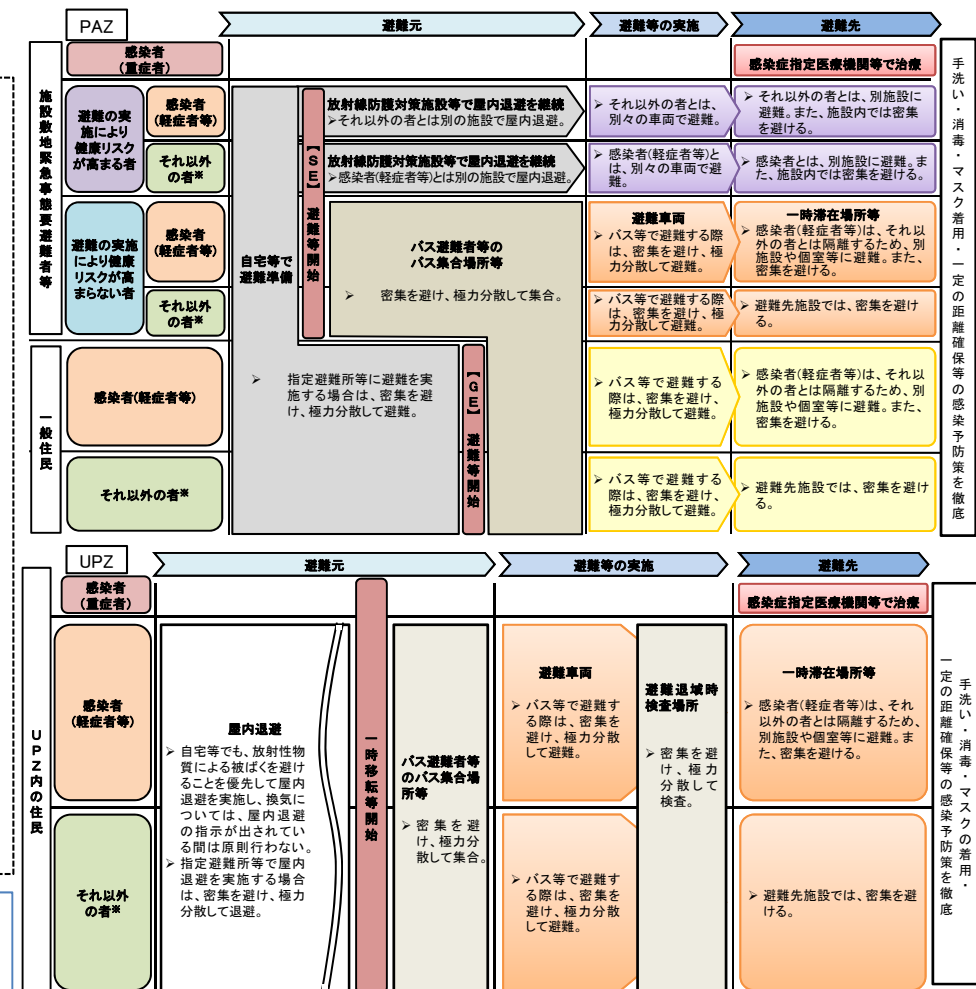 PAZ
避難元
避難等の実施
避難先
感染者
(重症者)
感染症指定医療機関等で治療
施設敷地緊急事態要避難者等
避難の実
施により
健康リスク
が高まる者
感染者
(軽症者等)
放射線防護対策施設等で屋内退避を継続
➢それ以外の者とは別の施設で屋内退避。
➢ それ以外の者とは、
別々の車両で避難。
➢ それ以外の者とは、別施設に
避難。また、施設内では密集
を避ける。
それ以外
の者※
放射線防護対策施設等で屋内退避を継続
➢感染者(軽症者等)とは別の施設で屋内退避。
➢ 感染者(軽症者等)と
は、別々の車両で避
難。
➢ 感染者とは、別施設に避難。ま
た、施設内では密集を避ける。
避難の実施
により健康
リスクが高
まらない者
感染者
(軽症者等)
それ以外
の者※
自宅等で
避難準備
【SE】避難等開始
バス避難者等の
バス集合場所等
➢ 密集を避け、極力分散して集合。
避難車両
➢ バス等で避難する際
は、密集を避け、極
力分散して避難。
一時滞在場所等
➢ 感染者(軽症者等)は、それ以
外の者とは隔離するため、別
施設や個室等に避難。また、
密集を避ける。
➢ バス等で避難する際
は、密集を避け、極
力分散して避難。
➢ 避難先施設では、密集を避け
る。
一般住民
感染者(軽症者等)
➢ 指定避難所等に避難を実
施する場合は、密集を避
け、極力分散して避難。
【GE】避難等開始
➢ バス等で避難する
際は、密集を避け、
極力分散して避難。
➢ 感染者(軽症者等)は、それ以
外の者とは隔離するため、別
施設や個室等に避難。また、
密集を避ける。
それ以外の者※
➢ バス等で避難する
際は、密集を避け、
極力分散して避難。
➢ 避難先施設では、密集を避け
る。
手洗い・消毒・マスク着用・一定の距離確保等の感染予防策を徹底
UPZ
避難元
避難等の実施
避難先
感染者
(重症者)
感染症指定医療機関等で治療
UPZ内の住民
感染者
(軽症者等)
それ以外
の者※
屋内退避
➢ 自宅等でも、放射性物
質による被ばくを避け
ることを優先して屋内
退避を実施し、換気に
ついては、屋内退避
の指示が出されてい
る間は原則行わない。
➢ 指定避難所等で屋内
退避を実施する場合
は、密集を避け、極力
分散して退避。
一時移転等開始
バス避難者等
のバス集合場
所等
➢ 密集を避
け、極力分
散して集合。
避難車両
➢ バス等で避難す
る際は、密集を
避け、極力分散
して避難。
➢ バス等で避難す
る際は、密集を
避け、極力分散
して避難。
避難退域時
検査場所
➢ 密集を避
け、極力
分散して
検査。
一時滞在場所等
➢ 感染者(軽症者等)は、それ
以外の者とは隔離するため、
別施設や個室等に避難。ま
た、密集を避ける。
➢ 避難先施設では、密集を避
ける。
手洗い・消毒・マスクの着用・
一定の距離確保等の感染予防策を徹底